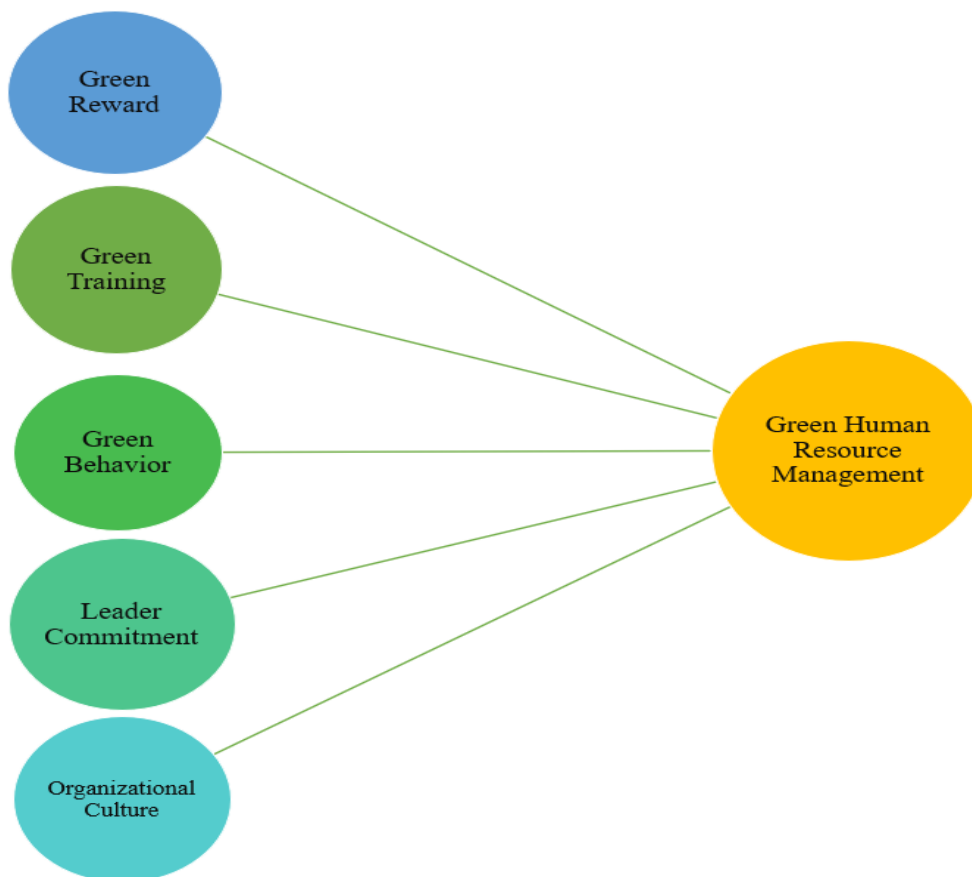 Green
Reward
Green
Training
Green
Behavior
Leader
Commitment
Organizational
Culture
Green Human
Resource
Management